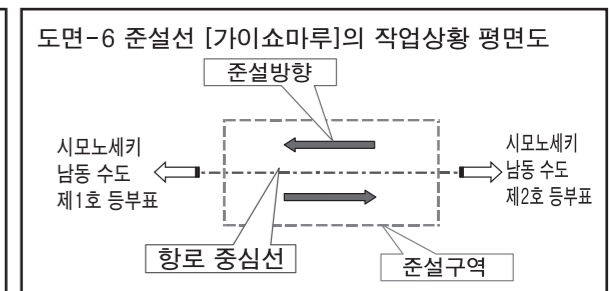 도면-6 준설선 [가이쇼마루]의 작업상황 평면도
준설방향
시모노세키
남동 수도
제1호 등부표
시모노세키
남동 수도
제2호 등부표
항로 중심선
준설구역